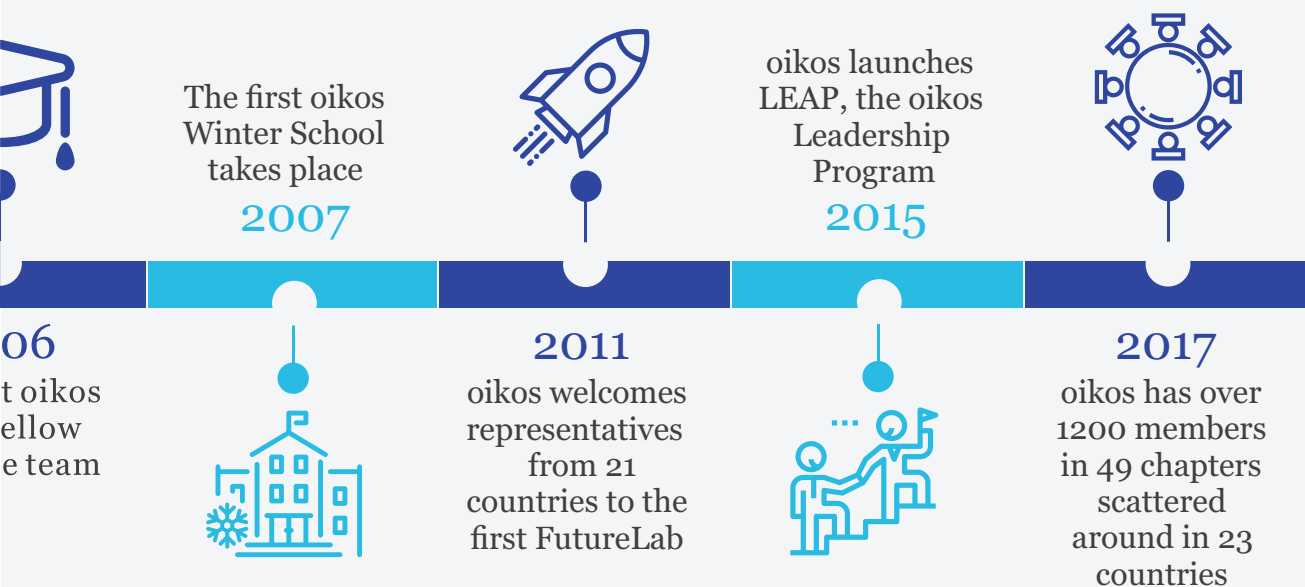 The first oikos
Winter School
takes place
2007
oikos launches
LEAP, the oikos
Leadership
Program
2015
06
t oikos
ellow
e team
2011
oikos welcomes
representatives
from 21
countries to the
first FutureLab
2017
oikos has over
1200 members
in 49 chapters
scattered
around in 23
countries